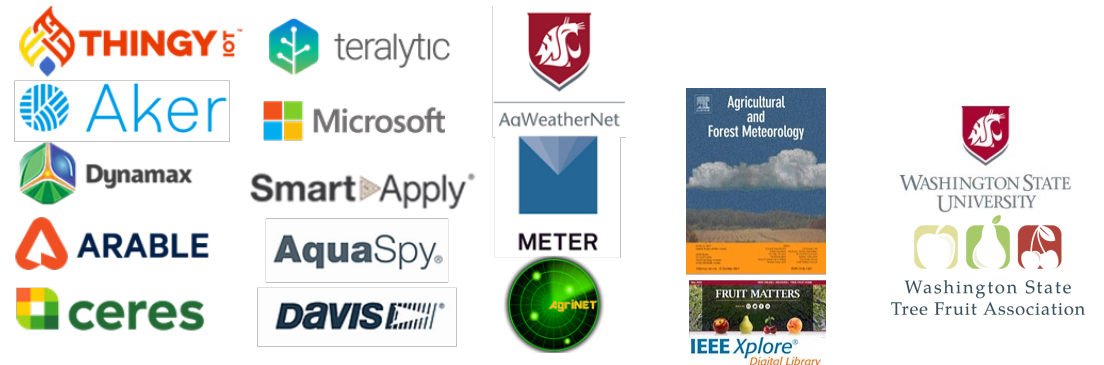 THINGY IOT
Aker
Dynamax
ARABLE
ceres
teralytic
Microsoft
Smart Apply®
AquaSpy®
DAVIS®
AgWeatherNet
METER
AgriNET
Agricultural
and Forest Meteorology
FRUIT MATTERS
IEEE Xplore®
Digital Library
WASHINGTON STATE
UNIVERSITY
Washington State
Tree Fruit Association